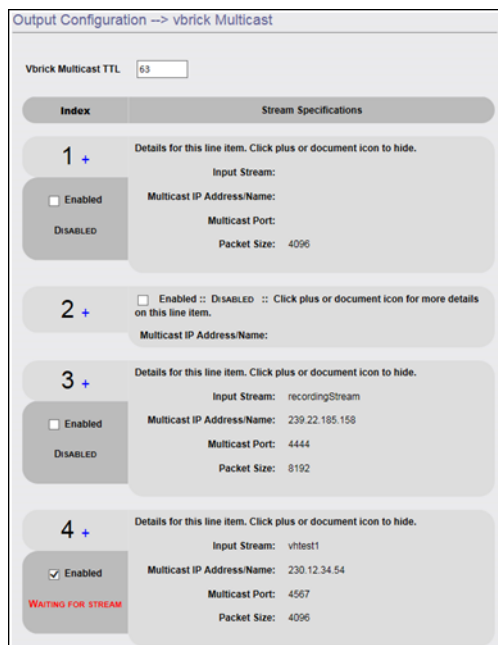 Output Configuration --> vbrick Multicast
Vbrick Multicast TTL 63
Index Stream Specifications
1 +
Details for this line item. Click plus or document icon to hide.
Input Stream:
Enabled
Multicast IP Address/Name:
Multicast Port:
DISABLED
Packet Size: 4096
2 +
Enabled :: DISABLED :: Click plus or document icon for more details
on this line item.
Multicast IP Address/Name:
3 +
Details for this line item. Click plus or document icon to hide.
Input Stream: recordingStream
Enabled
Multicast IP Address/Name: 239.22.185.158
Multicast Port: 4444
DISABLED
Packet Size: 8192
4 +
Details for this line item. Click plus or document icon to hide.
Input Stream: vhtest1
Enabled
Multicast IP Address/Name: 230.12.34.54
Multicast Port: 4567
WAITING FOR STREAM
Packet Size: 4096